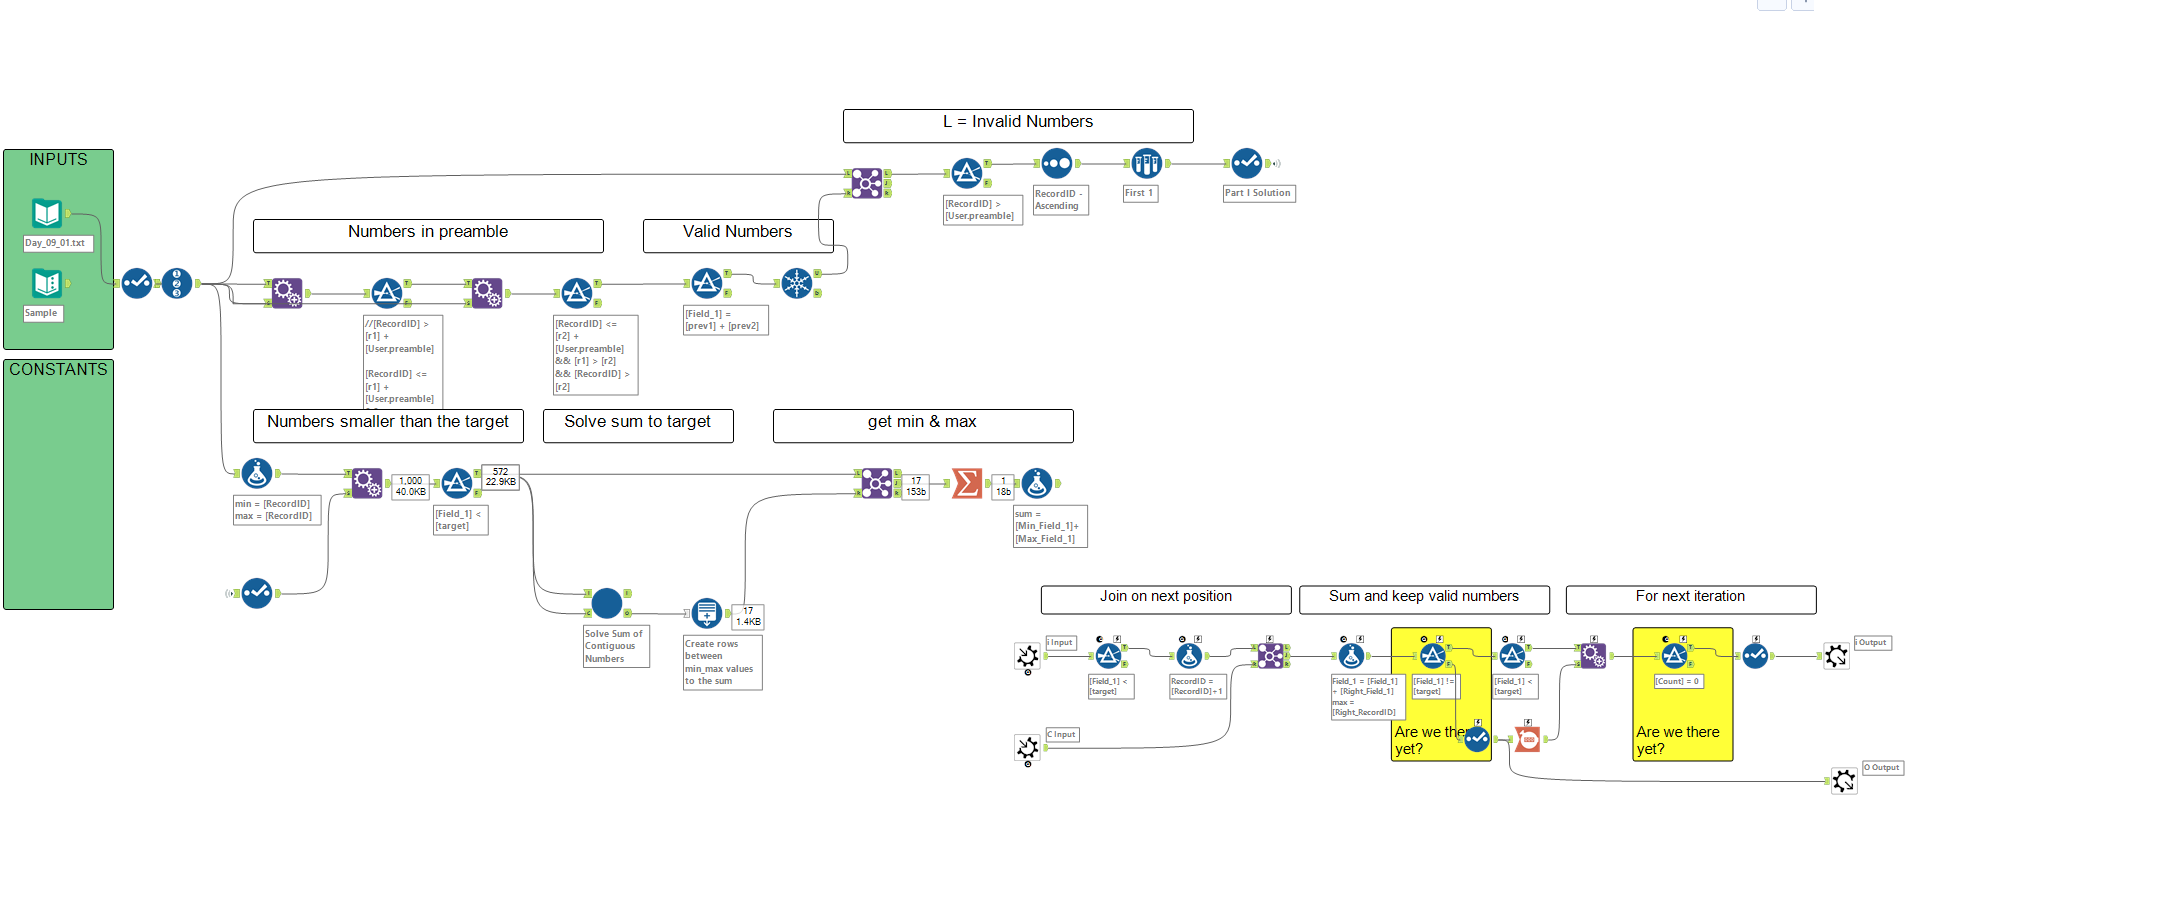 L = Invalid Numbers
INPUTS
Day_09_01.txt
Sample
CONSTANTS
1
2
3
Numbers in preamble
Valid Numbers
[RecordID] >
[User.preamble]
RecordID -
Ascending
First 1
Part I Solution
//[RecordID] >
[r1] +
[User.preamble]
[RecordID] <=
[r1] +
[User.preamble]
[RecordID] <=
[r2] +
[User.preamble]
&& [r1] > [r2]
&& [RecordID] >
[r2]
[Field_1] =
[prev1] + [prev2]
Numbers smaller than the target
Solve sum to target
get min & max
min = [RecordID]
max = [RecordID]
1,000
40.0KB
572
22.9KB
[Field_1] <
[target]
17
153b
1
18b
sum =
[Min_Field_1]+
[Max_Field_1]
Solve Sum of
Contiguous
Numbers
17
1.4KB
Create rows
between
min_max values
to the sum
Join on next position
Sum and keep valid numbers
For next iteration
i Input
[Field_1] <
[target]
RecordID =
[RecordID]+1
Field_1 = [Field_1]
+ [Right_Field_1]
max =
[Right_RecordID]
[Field_1] !=
[target]
[Field_1] <
[target]
[Count] = 0
i Output
C Input
Are we there
yet?
Are we there
yet?
O Output